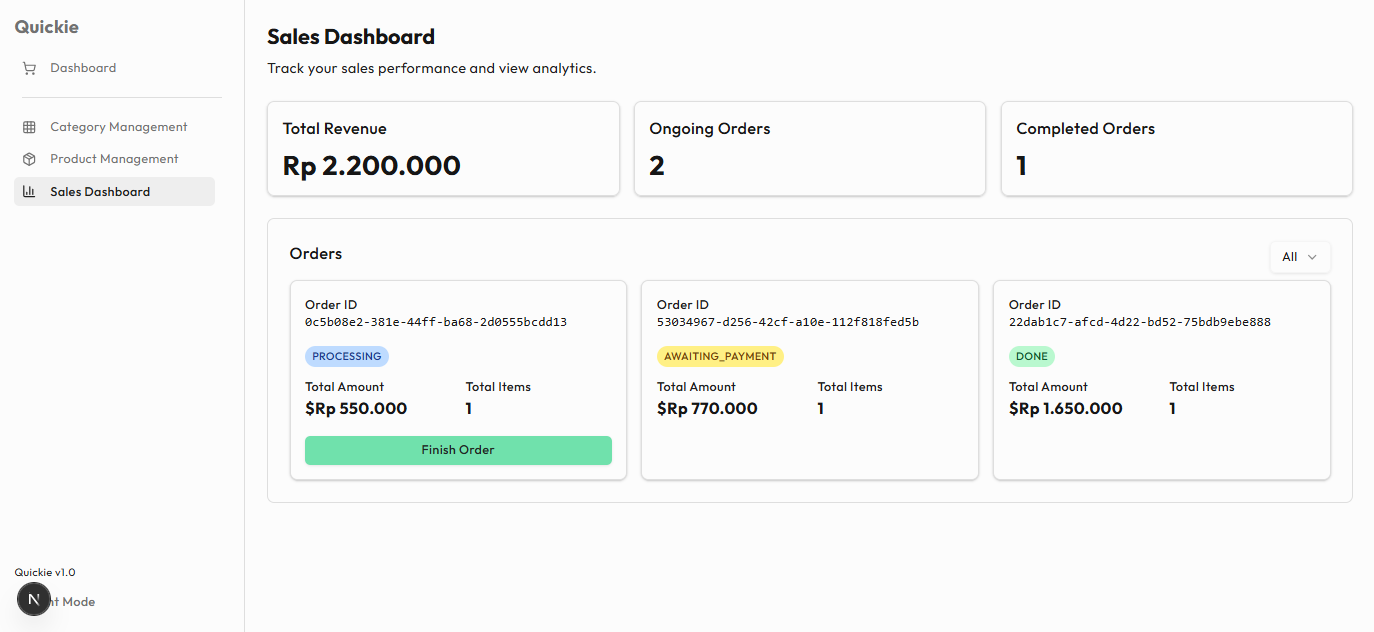 Quickie
Dashboard
Category Management
Product Management
Sales Dashboard
Quickie v1.0
N
Mode
Sales Dashboard
Track your sales performance and view analytics.
Total Revenue
Rp 2.200.000
Ongoing Orders
2
Completed Orders
1
Orders
All
Order ID
0c5b08e2-381e-44ff-ba68-2d0555bcdd13
PROCESSING
Total Amount Total Items
$Rp 550.000 1
Finish Order
Order ID
53034967-d256-42cf-a10e-112f818fed5b
AWAITING_PAYMENT
Total Amount Total Items
$Rp 770.000 1
Order ID
22dab1c7-afcd-4d22-bd52-75bdb9ebe888
DONE
Total Amount Total Items
$Rp 1.650.000 1